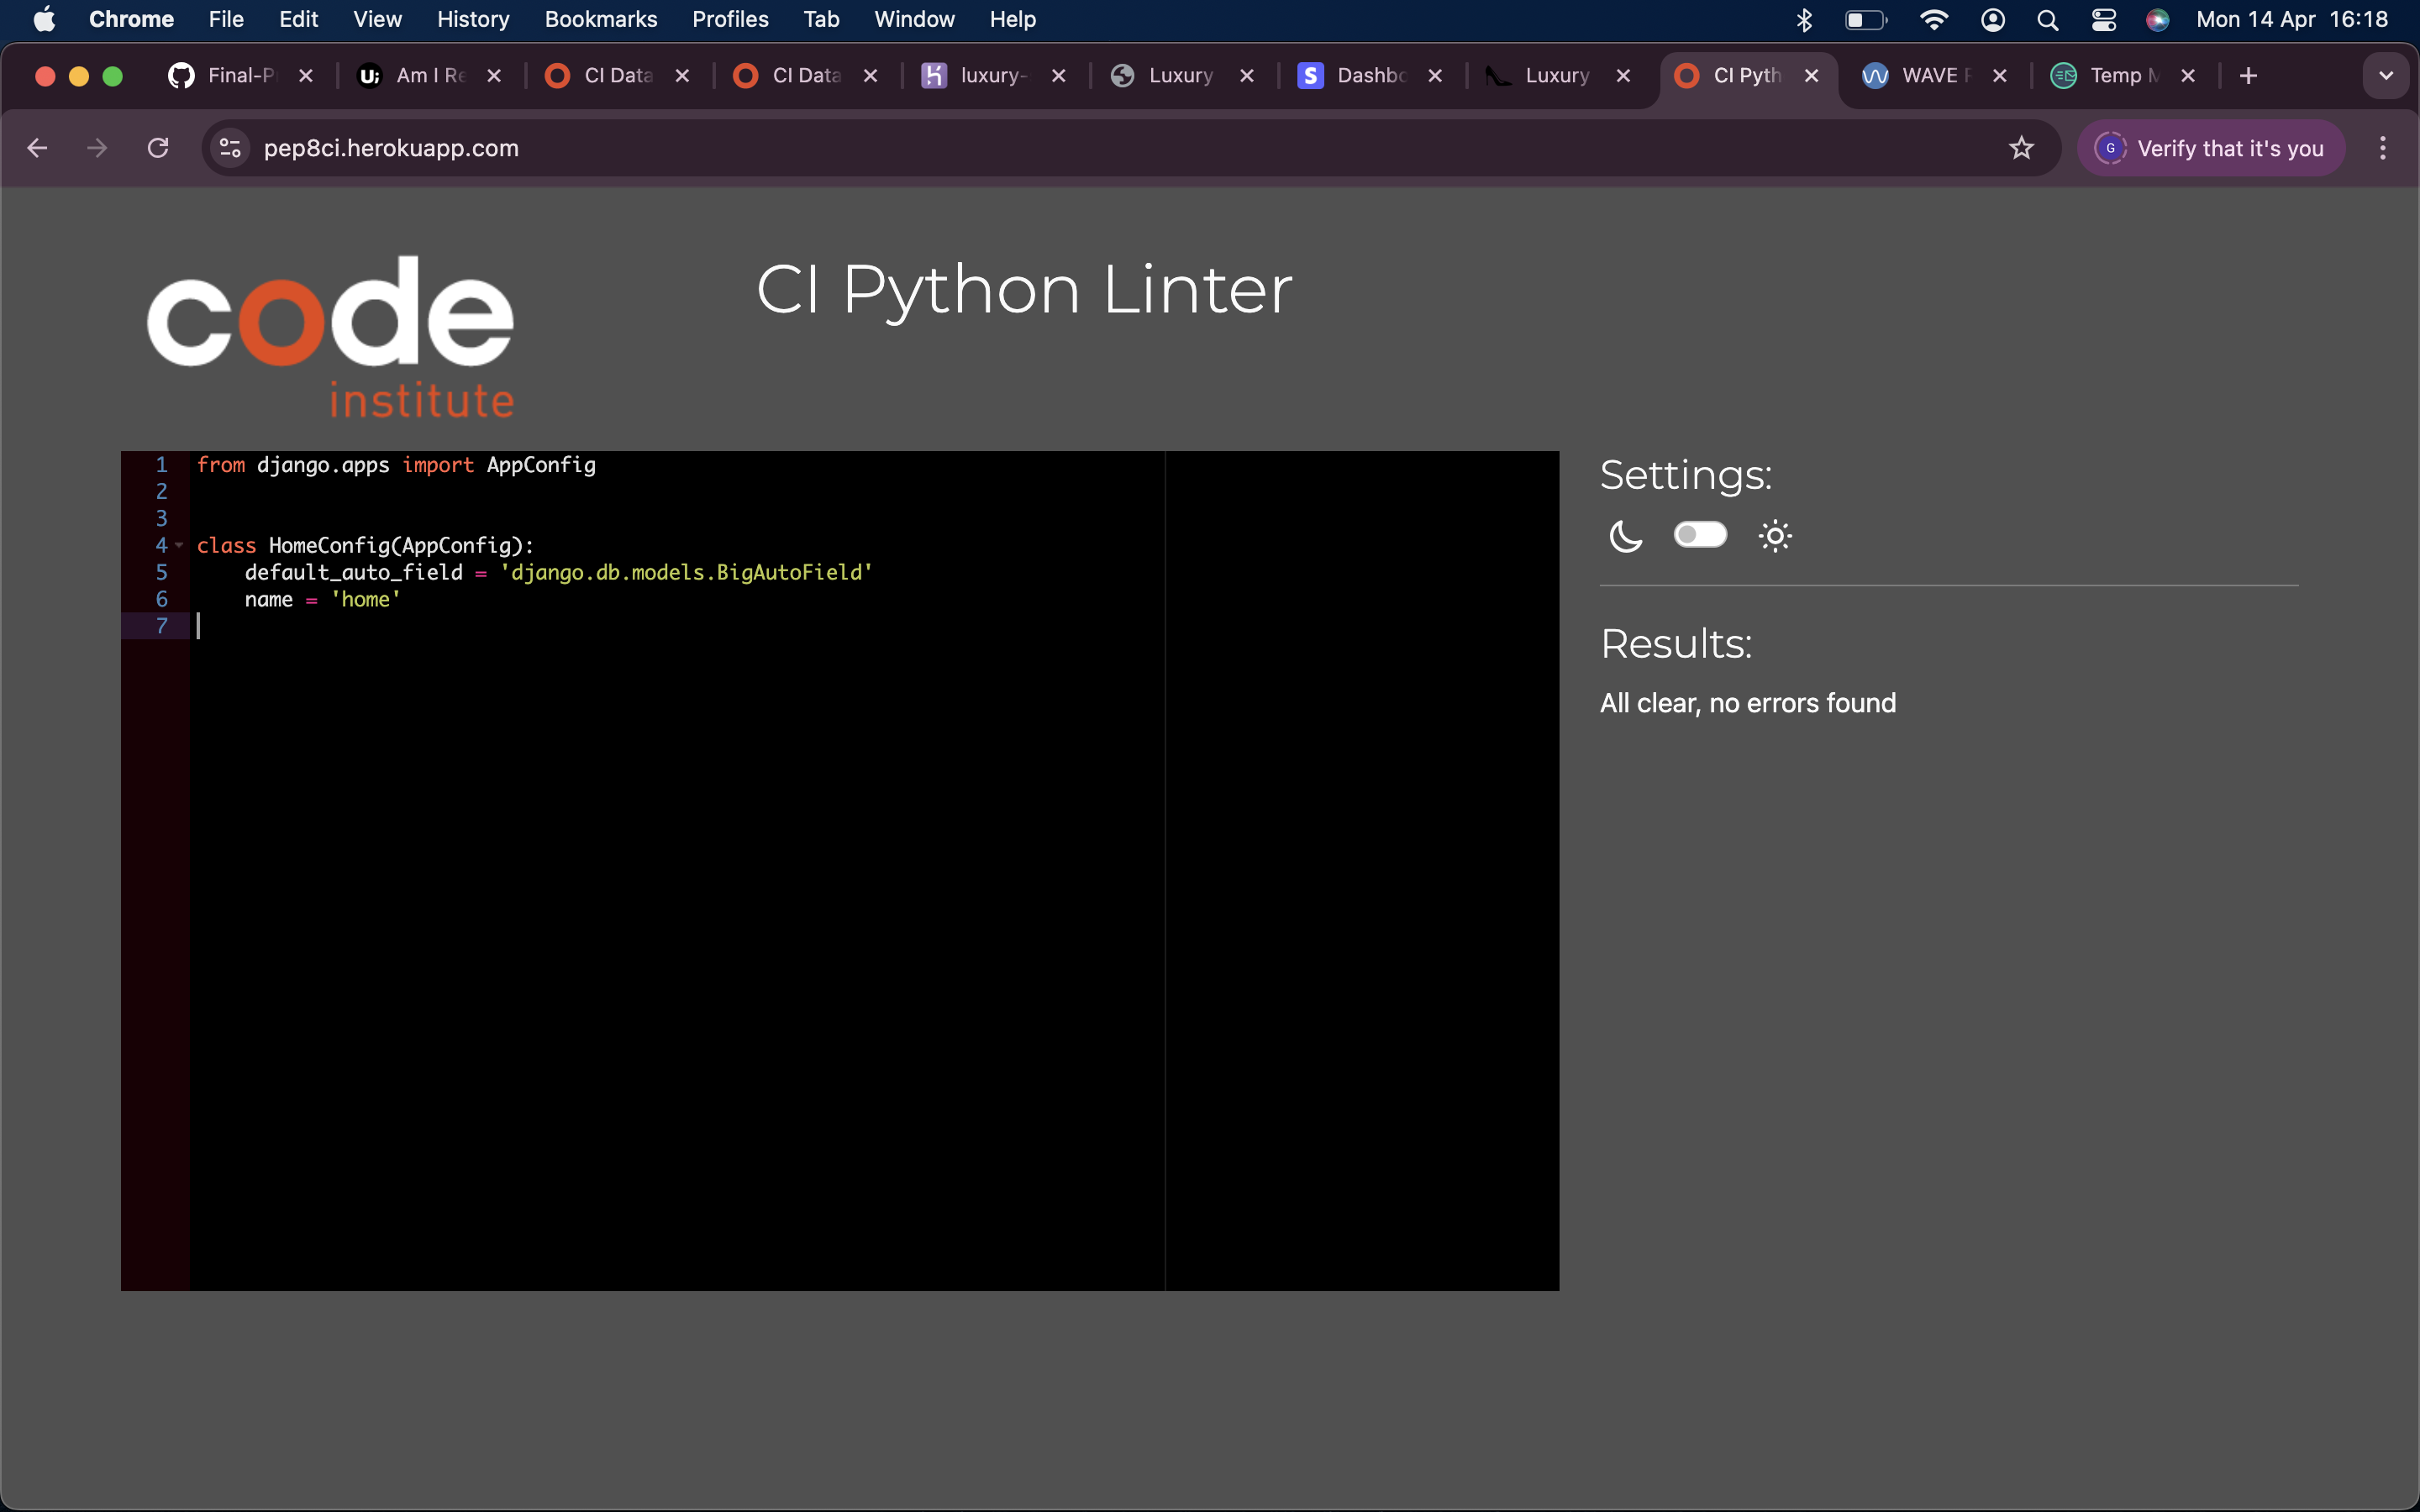 Chrome File Edit View History Bookmarks Profiles Tab Window Help Mon 14 Apr 16:18
Final-P U; Am I Re CI Data CI Data luxury- Luxury S Dashbo Luxury CI Pyth WAVE Temp
pep8ci.herokuapp.com G Verify that it's you
code
institute
CI Python Linter
1 from django.apps import AppConfig
2
3
4 class HomeConfig(AppConfig):
5 default_auto_field = 'django.db.models.BigAutoField'
6 name = 'home'
7
Settings:
Results:
All clear, no errors found